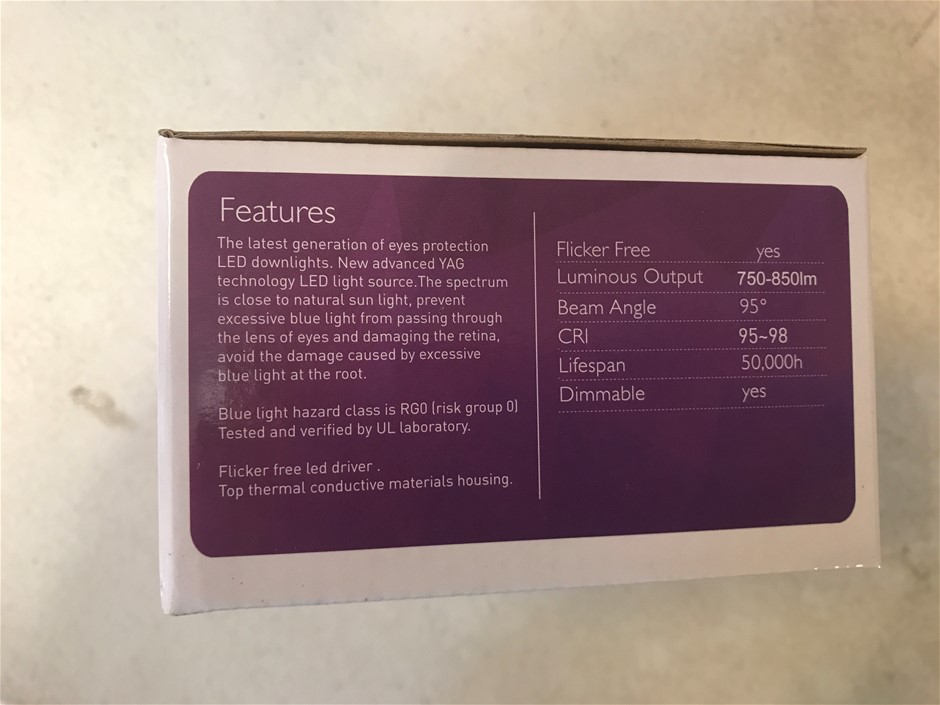 Features
The latest generation of eyes protection
LED downlights. New advanced YAG
technology LED light source.The spectrum
is close to natural sun light, prevent
excessive blue light from passing through
the lens of eyes and damaging the retina,
avoid the damage caused by excessive
blue light at the root.
Blue light hazard class is RG0 (risk group 0)
Tested and verified by UL laboratory.
Flicker free led driver .
Top thermal conductive materials housing.
Flicker Free yes
Luminous Output 750-850lm
Beam Angle 95°
CRI 95~98
Lifespan 50,000h
Dimmable yes